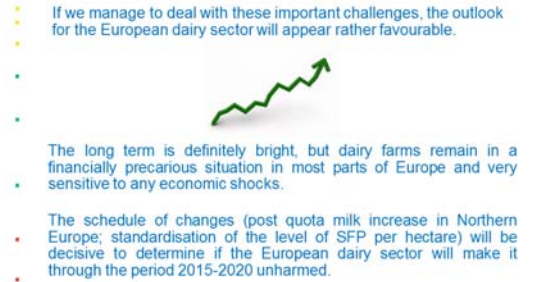 If we manage to deal with these important challenges, the outlook
for the European dairy sector will appear rather favourable.
The long term is definitely bright, but dairy farms remain in a
financially precarious situation in most parts of Europe and very
sensitive to any economic shocks.
The schedule of changes (post quota milk increase in Northern
Europe; standardisation of the level of SFP per hectare) will be
decisive to determine if the European dairy sector will make it
through the period 2015-2020 unharmed.